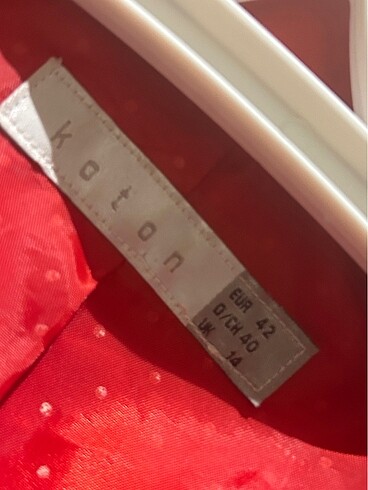 koton
EUR 42
D/CH 40
UK 14